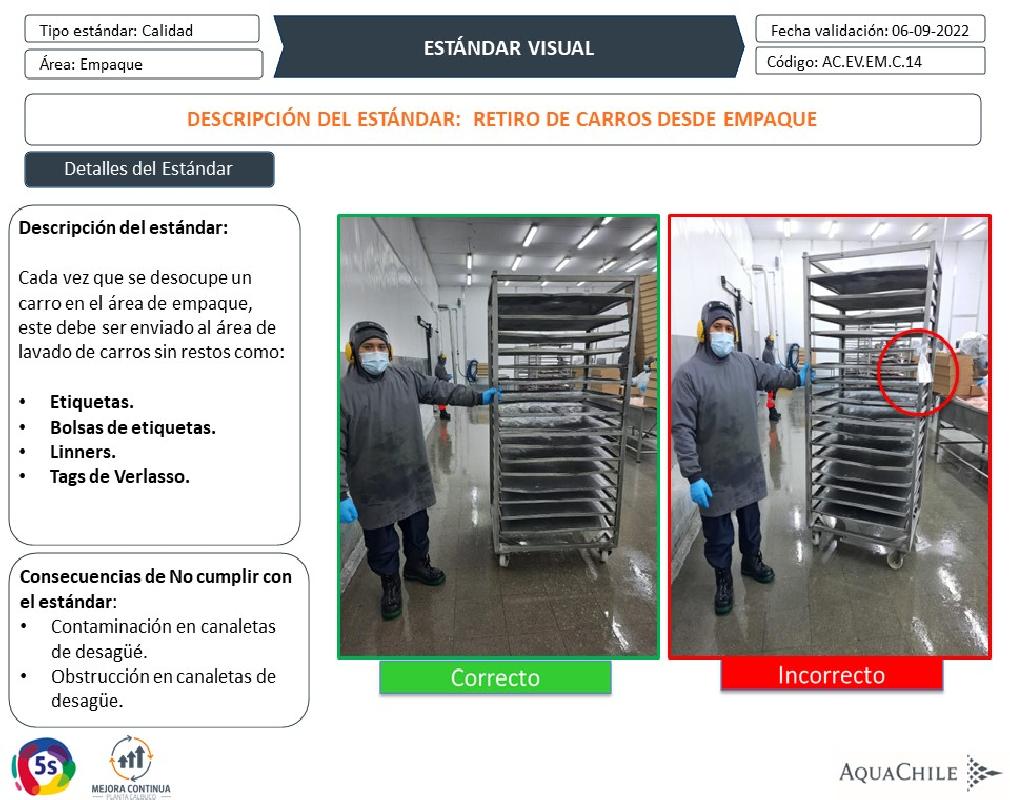 Tipo estándar: Calidad
Área: Empaque
ESTÁNDAR VISUAL
Fecha validación: 06-09-2022
Código: AC.EV.EM.C.14
DESCRIPCIÓN DEL ESTÁNDAR: RETIRO DE CARROS DESDE EMPAQUE
Detalles del Estándar
Descripción del estándar:
Cada vez que se desocupe un
carro en el área de empaque,
este debe ser enviado al área de
lavado de carros sin restos como:
• Etiquetas.
• Bolsas de etiquetas.
• Linners.
• Tags de Verlasso.
Consecuencias de No cumplir con
el estándar:
• Contaminación en canaletas
de desagüé.
• Obstrucción en canaletas de
desagüe.
Correcto
Incorrecto
5s
MEJORA CONTINUA
PLANTA CALBUCO
AQUACHILE